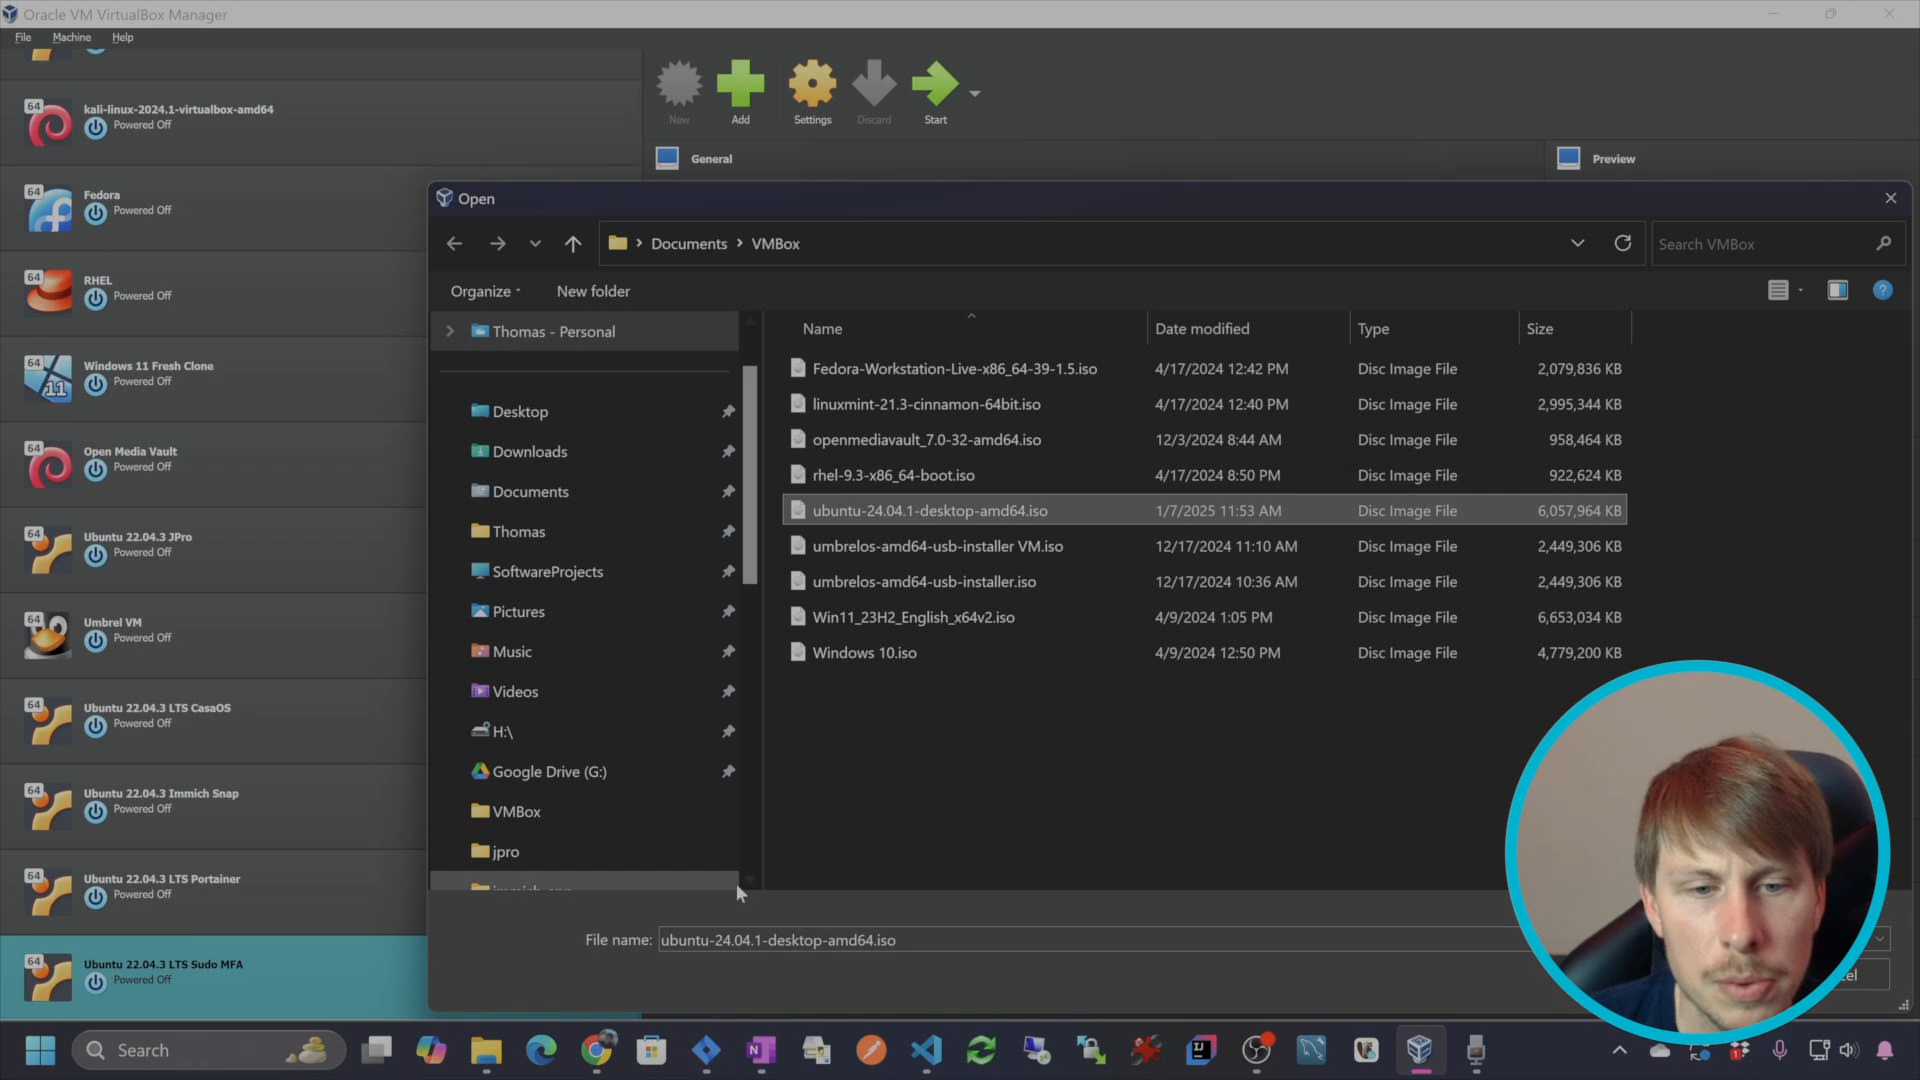 Oracle VM VirtualBox Manager
File Machine Help
64 kali-linux-2024.1-virtualbox-amd64
Powered Off
64 Fedora
Powered Off
64 RHEL
Powered Off
64 Windows 11 Fresh Clone
11 Powered Off
64 Open Media Vault
Powered Off
64 Ubuntu 22.04.3 JPro
Powered Off
64 Umbrel VM
Powered Off
64 Ubuntu 22.04.3 LTS CasaOS
Powered Off
64 Ubuntu 22.04.3 Immich Snap
Powered Off
64 Ubuntu 22.04.3 LTS Portainer
Powered Off
64 Ubuntu 22.04.3 LTS Sudo MFA
Powered Off
New Add Settings Discard Start
General Preview
Open
Documents > VMBox
Search VMBox
Organize New folder
Thomas - Personal
Desktop
Downloads
Documents
Thomas
SoftwareProjects
Pictures
Music
Videos
H:\
Google Drive (G:)
VMBox
jpro
Name Date modified Type Size
Fedora-Workstation-Live-x86_64-39-1.5.iso 4/17/2024 12:42 PM Disc Image File 2,079,836 KB
linuxmint-21.3-cinnamon-64bit.iso 4/17/2024 12:40 PM Disc Image File 2,995,344 KB
openmediavault_7.0-32-amd64.iso 12/3/2024 8:44 AM Disc Image File 958,464 KB
rhel-9.3-x86_64-boot.iso 4/17/2024 8:50 PM Disc Image File 922,624 KB
ubuntu-24.04.1-desktop-amd64.iso 1/7/2025 11:53 AM Disc Image File 6,057,964 KB
umbrelos-amd64-usb-installer VM.iso 12/17/2024 11:10 AM Disc Image File 2,449,306 KB
umbrelos-amd64-usb-installer.iso 12/17/2024 10:36 AM Disc Image File 2,449,306 KB
Win11_23H2_English_x64v2.iso 4/9/2024 1:05 PM Disc Image File 6,653,034 KB
Windows 10.iso 4/9/2024 12:50 PM Disc Image File 4,779,200 KB
File name: ubuntu-24.04.1-desktop-amd64.iso
Search